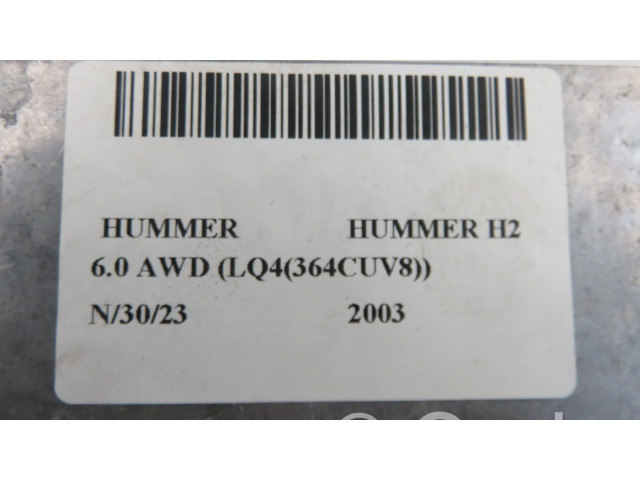 HUMMER HUMMER H2
6.0 AWD (LQ4(364CUV8))
N/30/23 2003